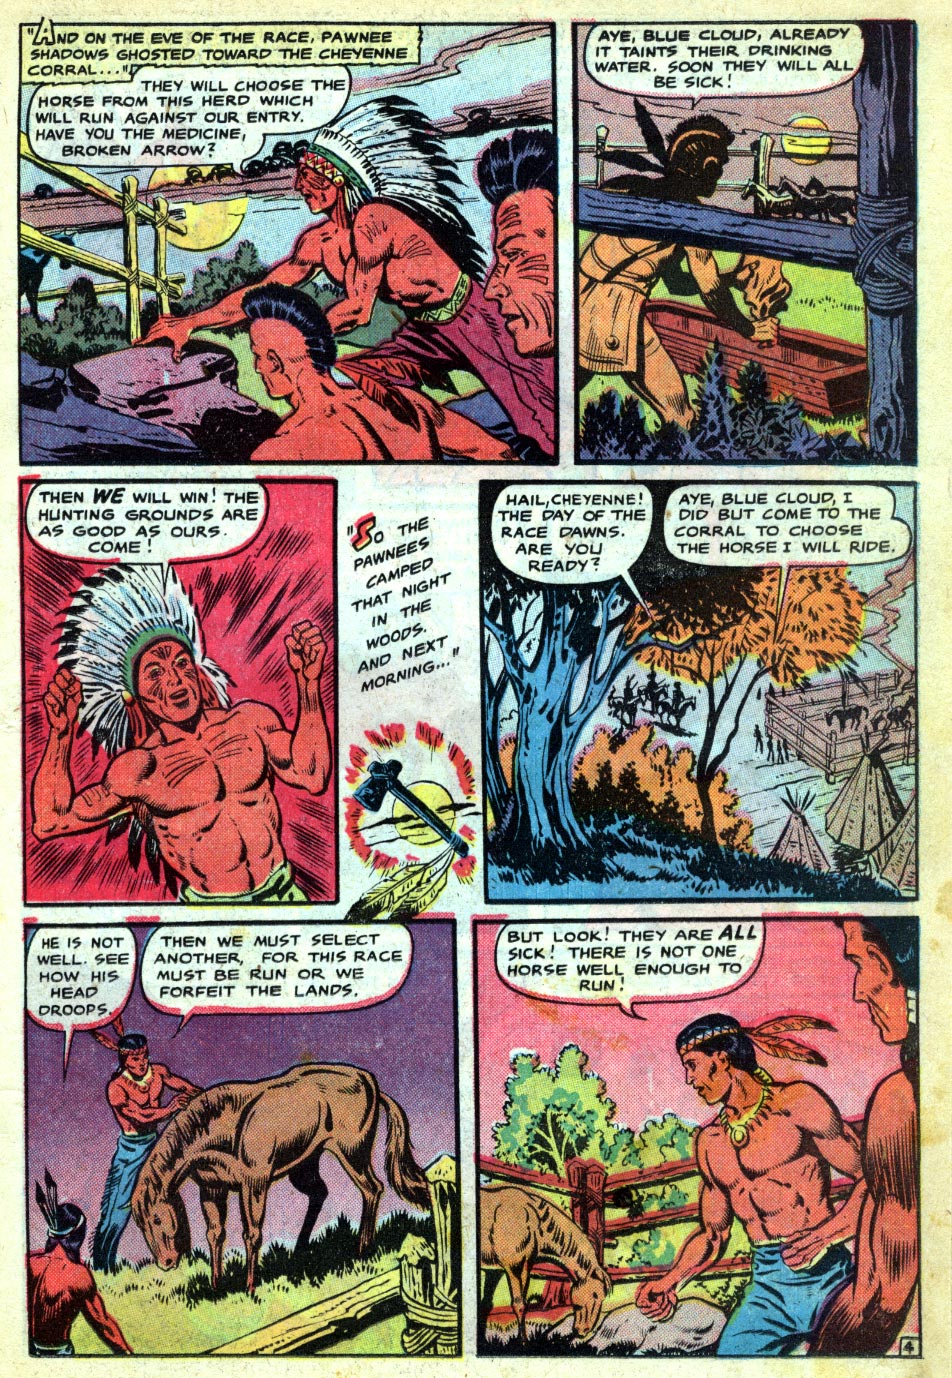 "AND ON THE EVE OF THE RACE, PAWNEE
SHADOWS GHOSTED TOWARD THE CHEYENNE
CORRAL..."
THEY WILL CHOOSE THE
HORSE FROM THIS HERD WHICH
WILL RUN AGAINST OUR ENTRY.
HAVE YOU THE MEDICINE,
BROKEN ARROW?
AYE, BLUE CLOUD, ALREADY
IT TAINTS THEIR DRINKING
WATER. SOON THEY WILL ALL
BE SICK!
THEN WE WILL WIN! THE
HUNTING GROUNDS ARE
AS GOOD AS OURS.
COME!
"SO THE
PAWNEES
CAMPED
THAT NIGHT
IN THE
WOODS.
AND NEXT
MORNING..."
HAIL, CHEYENNE!
THE DAY OF THE
RACE DAWNS.
ARE YOU
READY?
AYE, BLUE CLOUD, I
DID BUT COME TO THE
CORRAL TO CHOOSE
THE HORSE I WILL RIDE.
HE IS NOT
WELL. SEE
HOW HIS
HEAD
DROOPS.
THEN WE MUST SELECT
ANOTHER, FOR THIS RACE
MUST BE RUN OR WE
FORFEIT THE LANDS.
BUT LOOK! THEY ARE ALL
SICK! THERE IS NOT ONE
HORSE WELL ENOUGH TO
RUN!
4